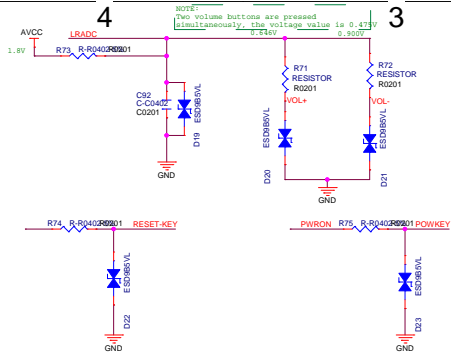 4
3
NOTE:
Two volume buttons are pressed
simultaneously, the voltage value is 0.475V
0.646V
0.900V
AVCC
1.8V
LRADC
R73
R-R0402
R0201
C92
C-C0402
C0201
ESD9B5VL
D19
GND
R71
RESISTOR
R0201
VOL+
ESD9B5VL
D20
R72
RESISTOR
R0201
VOL-
ESD9B5VL
D21
GND
R74
R-R0402
R0201
RESET-KEY
ESD9B5VL
D22
GND
PWRON
R75
R-R0402
R0201
POWKEY
ESD9B5VL
D23
GND